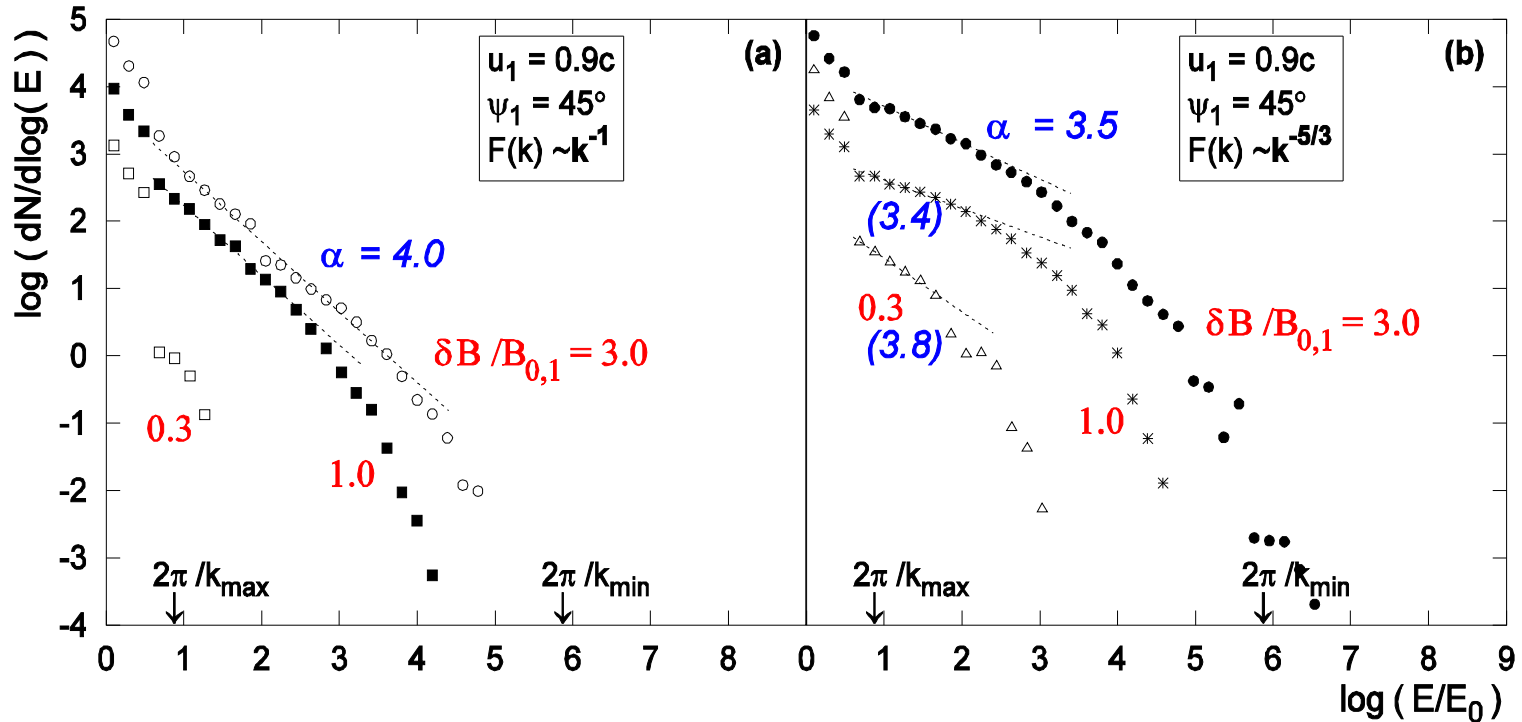 log ( dN/dlog( E ) )
5
4
3
2
1
0
-1
-2
-3
-4
(a)
u1 = 0.9c
ψ1 = 45°
F(k) ~k-1
α = 4.0
δB /B0,1 = 3.0
0.3
1.0
2π /kmax
2π /kmin
0 1 2 3 4 5 6 7 8
(b)
u1 = 0.9c
ψ1 = 45°
F(k) ~k-5/3
α = 3.5
(3.4)
0.3
(3.8)
δB /B0,1 = 3.0
1.0
2π /kmax
2π /kmin
0 1 2 3 4 5 6 7 8 9
log ( E/E0 )